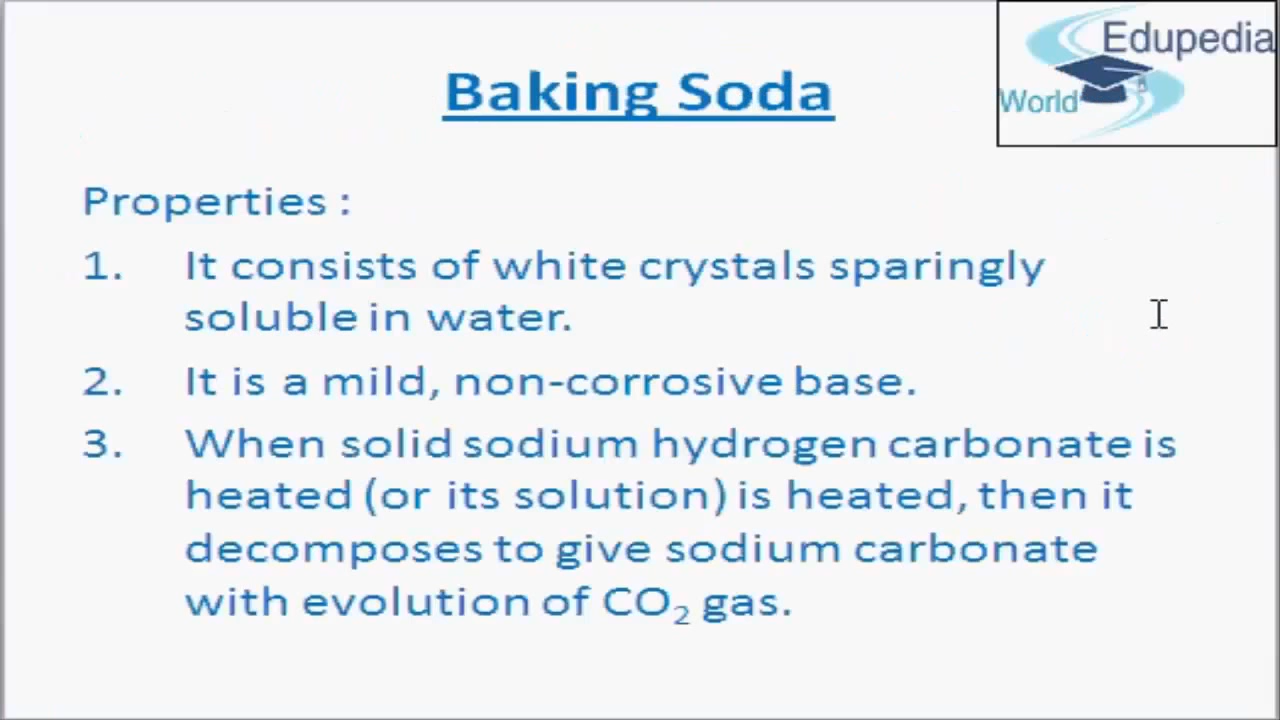 Edupedia
World
Baking Soda
Properties :
1. It consists of white crystals sparingly
soluble in water.
2. It is a mild, non-corrosive base.
3. When solid sodium hydrogen carbonate is
heated (or its solution) is heated, then it
decomposes to give sodium carbonate
with evolution of CO₂ gas.